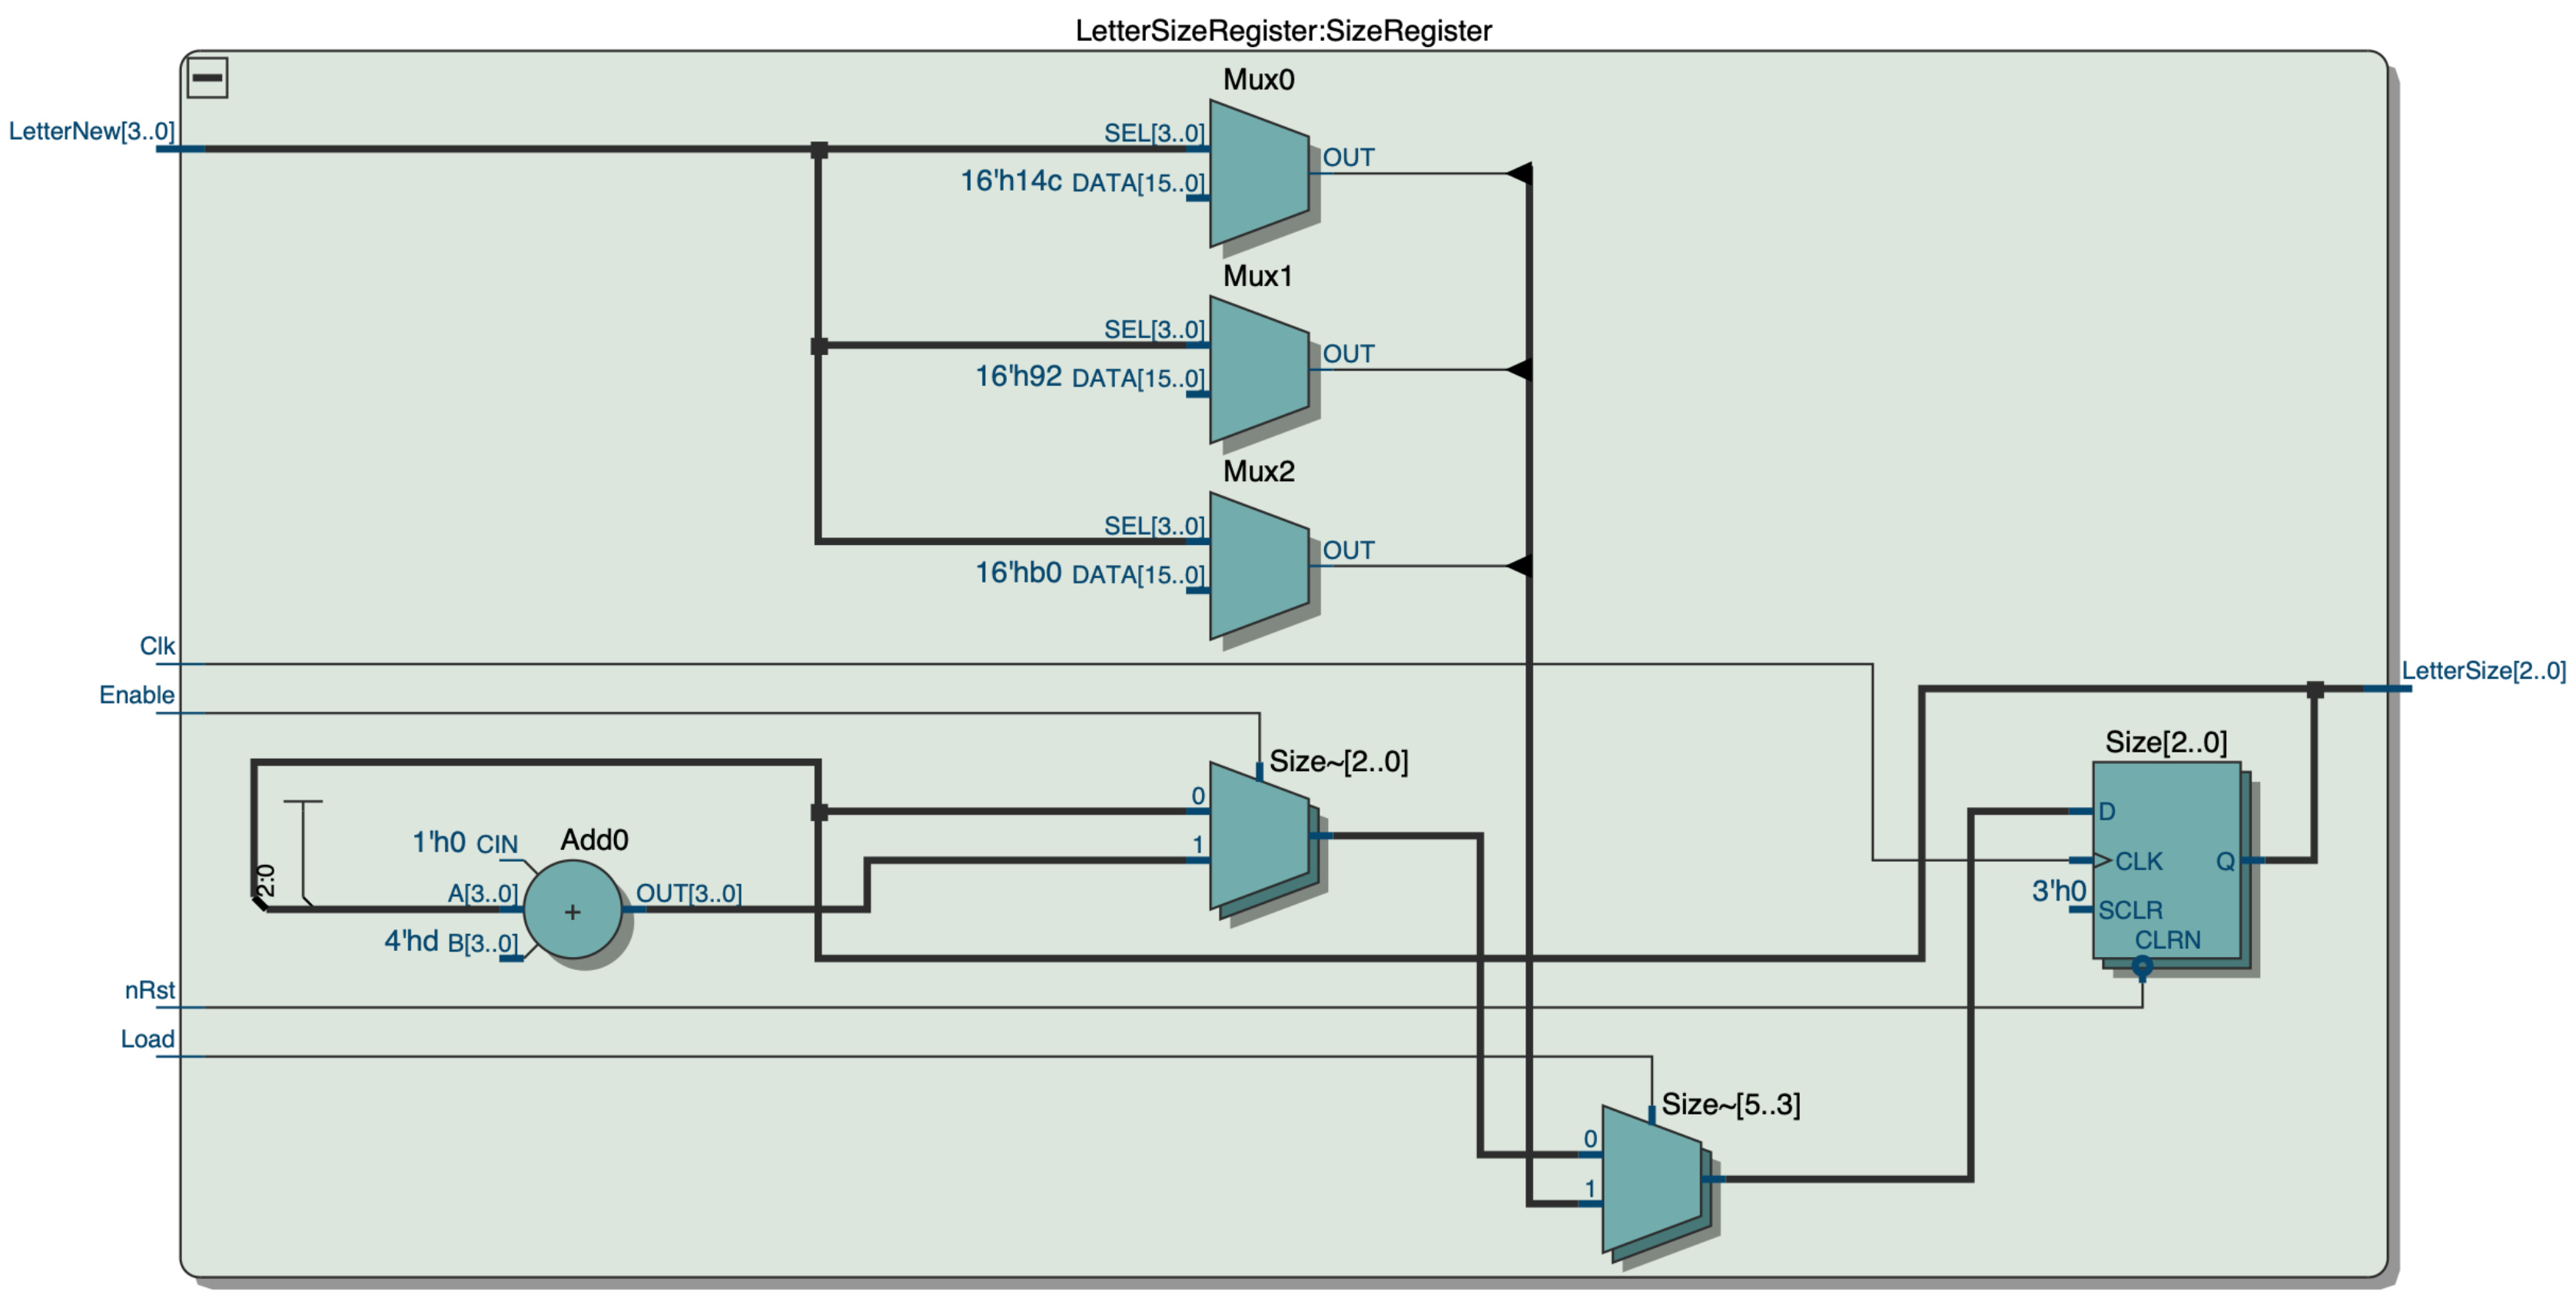 LetterSizeRegister:SizeRegister
Mux0
LetterNew[3..0]
SEL[3..0]
OUT
16'h14c DATA[15..0]
Mux1
SEL[3..0]
OUT
16'h92 DATA[15..0]
Mux2
SEL[3..0]
OUT
16'hb0 DATA[15..0]
Clk
LetterSize[2..0]
Enable
Size~[2..0]
Size[2..0]
0
D
1'h0 CIN
Add0
1
2:0
CLK
Q
A[3..0]
+
OUT[3..0]
3'h0
SCLR
4'hd B[3..0]
CLRN
nRst
Load
Size~[5..3]
0
1